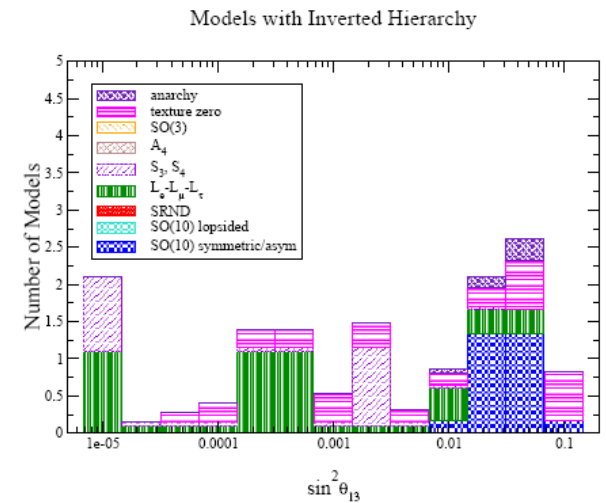 Models with Inverted Hierarchy
5
4.5
4
3.5
3
2.5
2
1.5
1
0.5
0
Number of Models
anarchy
texture zero
SO(3)
A₄
S₃, S₄
Lₑ-L_μ-L_τ
SRND
SO(10) lopsided
SO(10) symmetric/asym
1e-05 0.0001 0.001 0.01 0.1
sin²θ₁₃